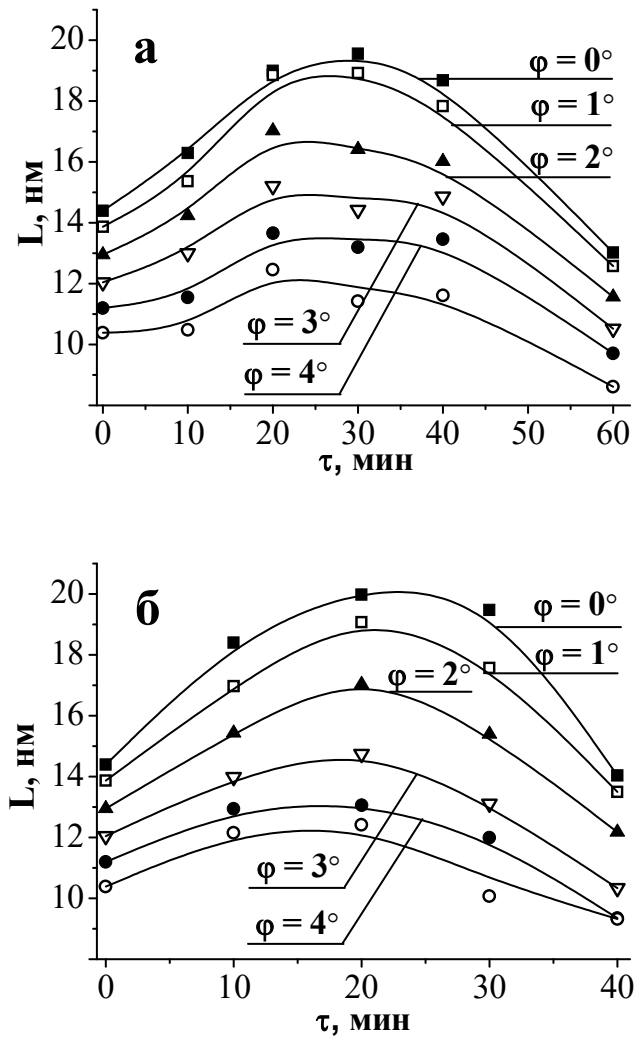 а
20
18
16
14
12
10
L, нм
φ = 0°
φ = 1°
φ = 2°
φ = 3°
φ = 4°
0 10 20 30 40 50 60
τ, мин
б
20
18
16
14
12
10
L, нм
φ = 0°
φ = 1°
φ = 2°
φ = 3°
φ = 4°
0 10 20 30 40
τ, мин